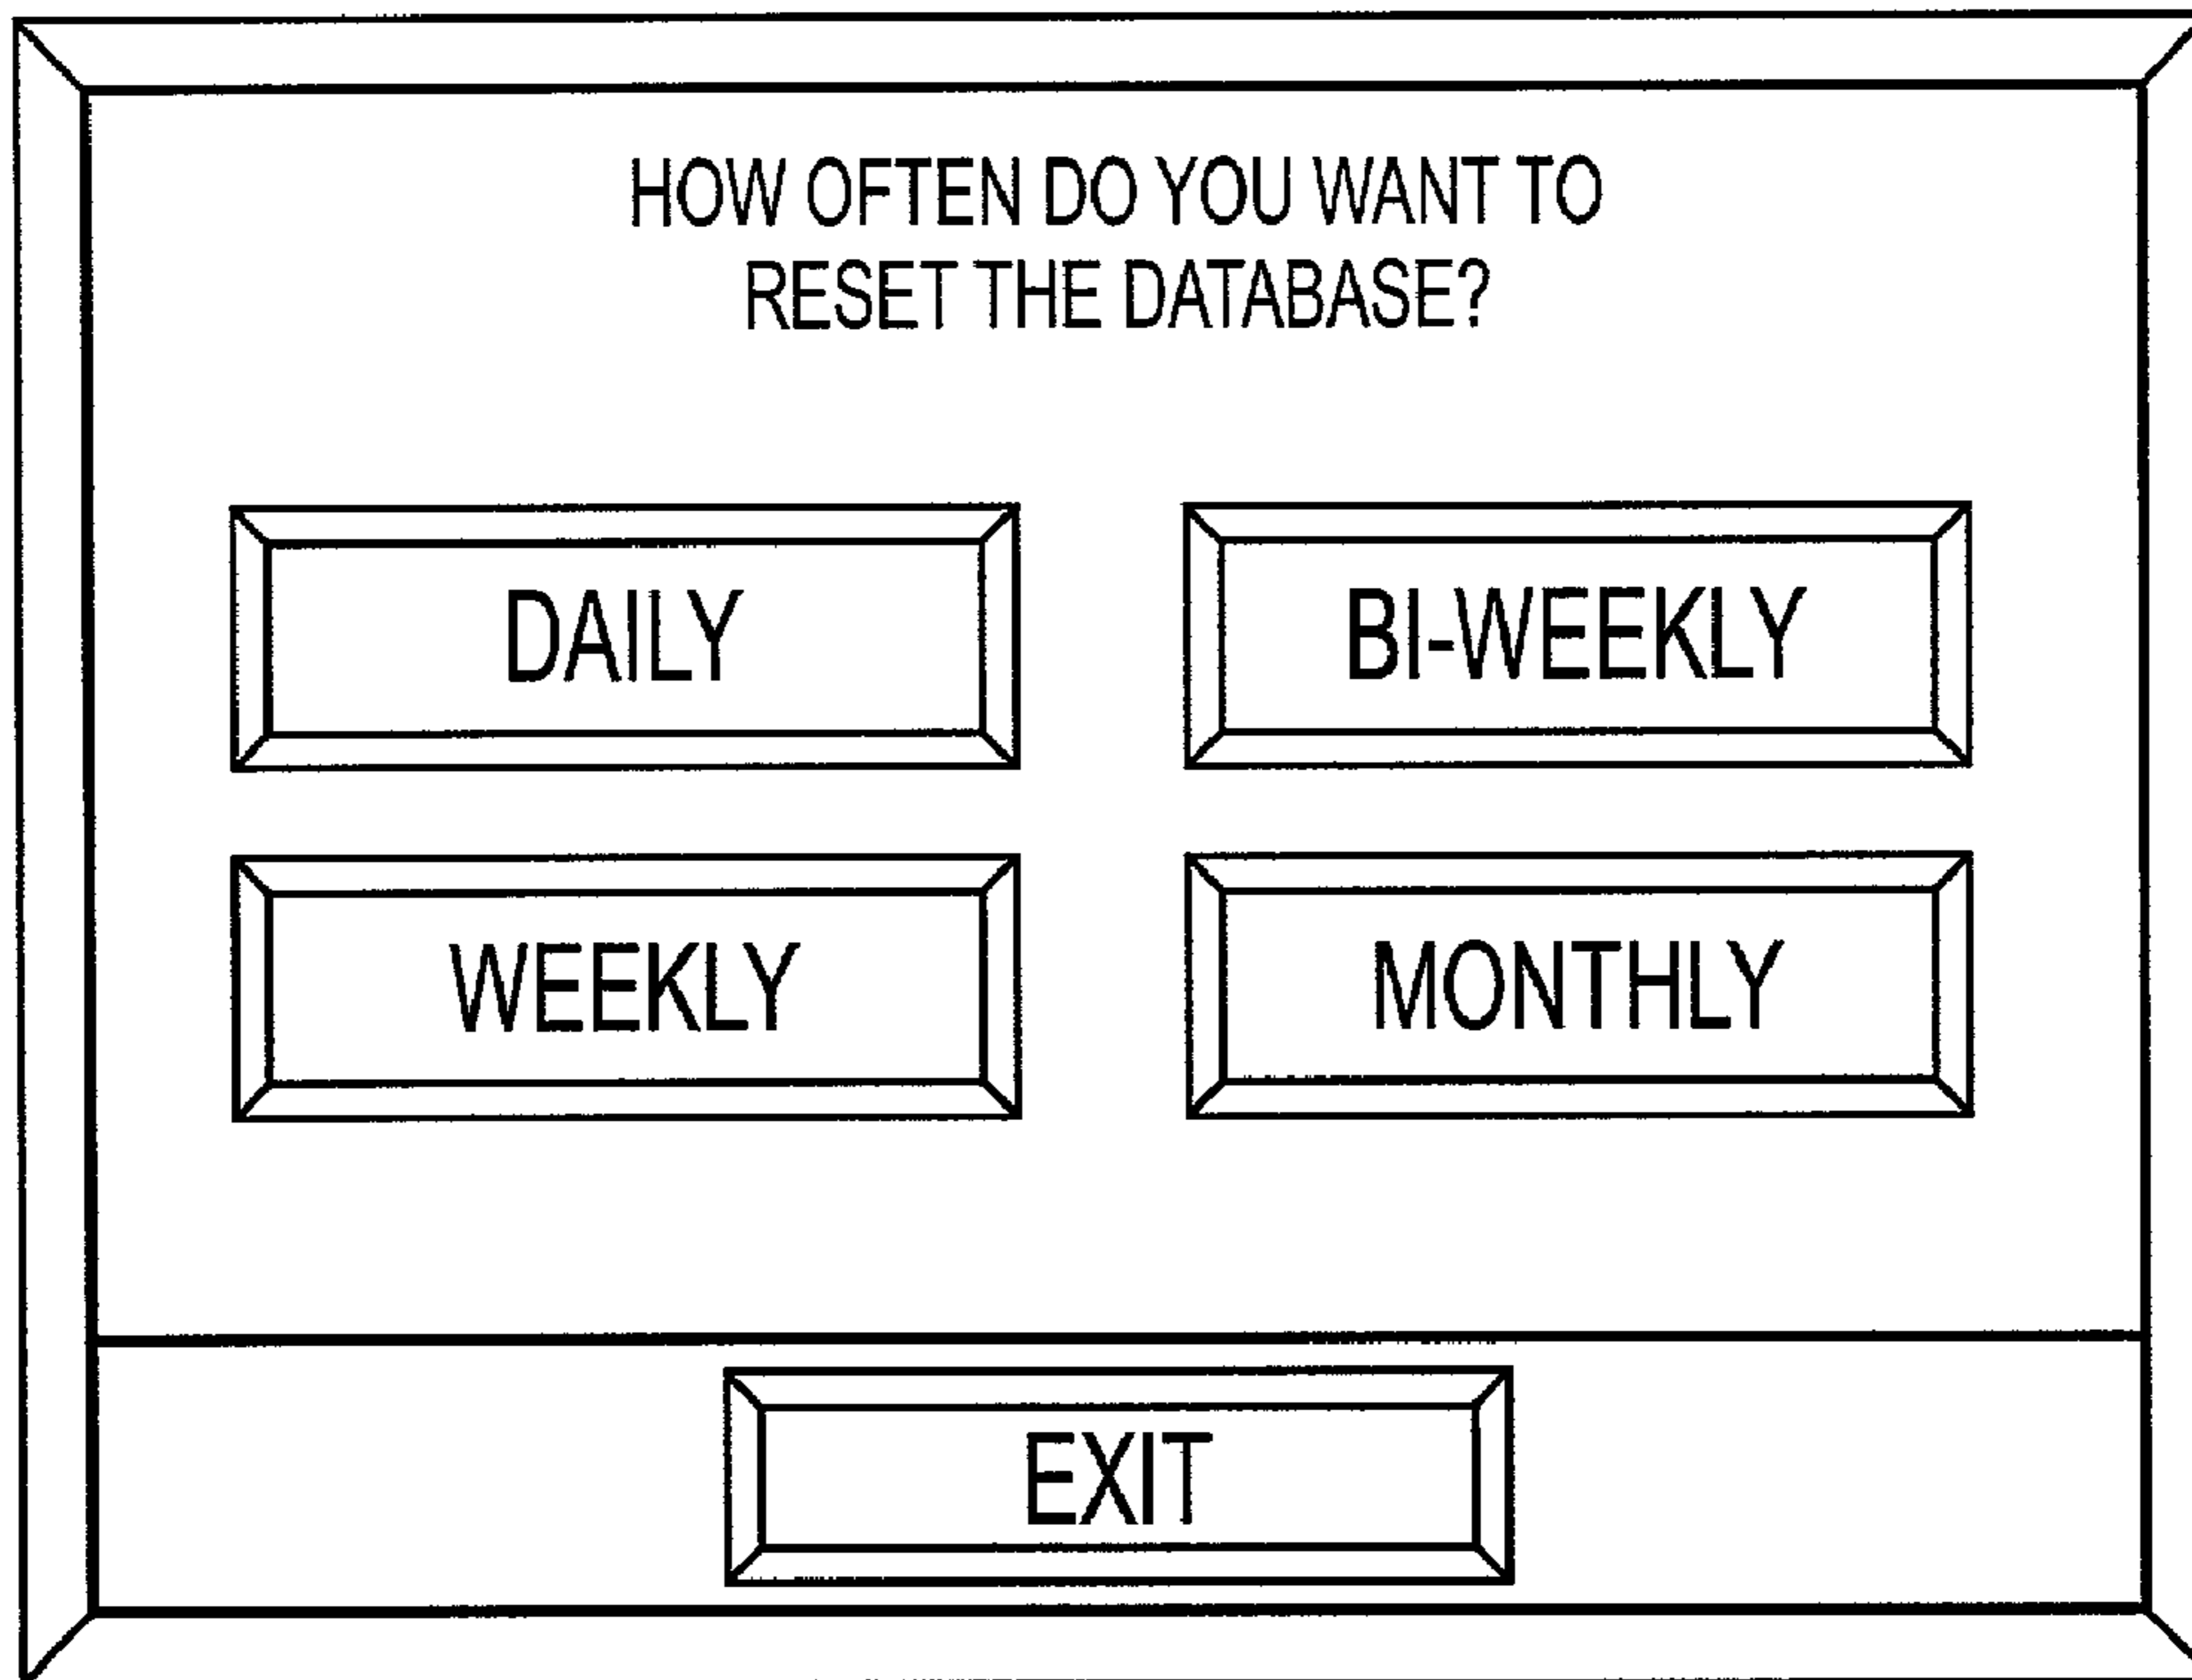 HOW OFTEN DO YOU WANT TO
RESET THE DATABASE?
DAILY
BI-WEEKLY
WEEKLY
MONTHLY
EXIT